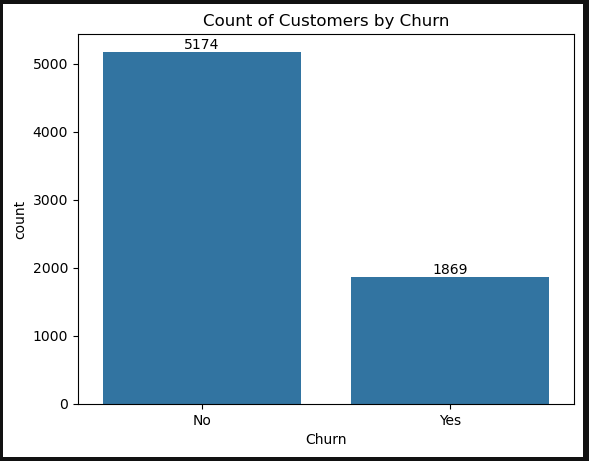 Count of Customers by Churn
5174
5000
4000
3000
count
2000
1869
1000
0
No
Yes
Churn